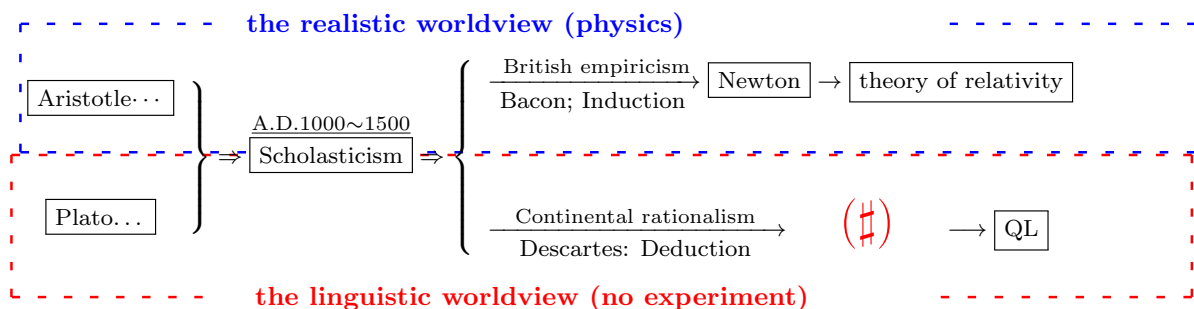 the realistic worldview (physics)
British empiricism
Aristotle··· Newton → theory of relativity
Bacon; Induction
A.D.1000~1500
⇒ Scholasticism ⇒
Plato... Continental rationalism (♯) → QL
Descartes: Deduction
the linguistic worldview (no experiment)